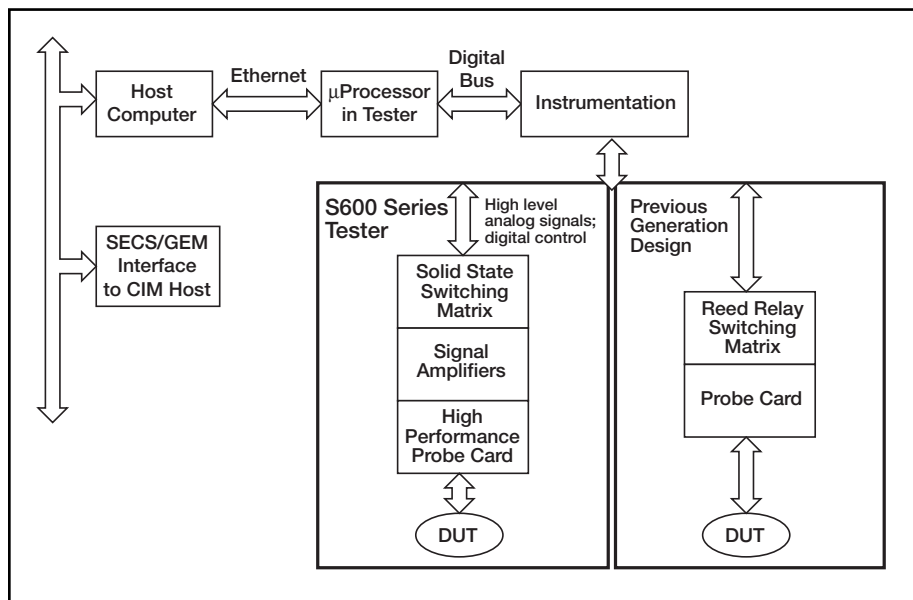 Host
Computer
Ethernet
µProcessor
in Tester
Digital
Bus
Instrumentation
SECS/GEM
Interface
to CIM Host
S600 Series
Tester
High level
analog signals;
digital control
Solid State
Switching
Matrix
Signal
Amplifiers
High
Performance
Probe Card
DUT
Previous
Generation
Design
Reed Relay
Switching
Matrix
Probe Card
DUT